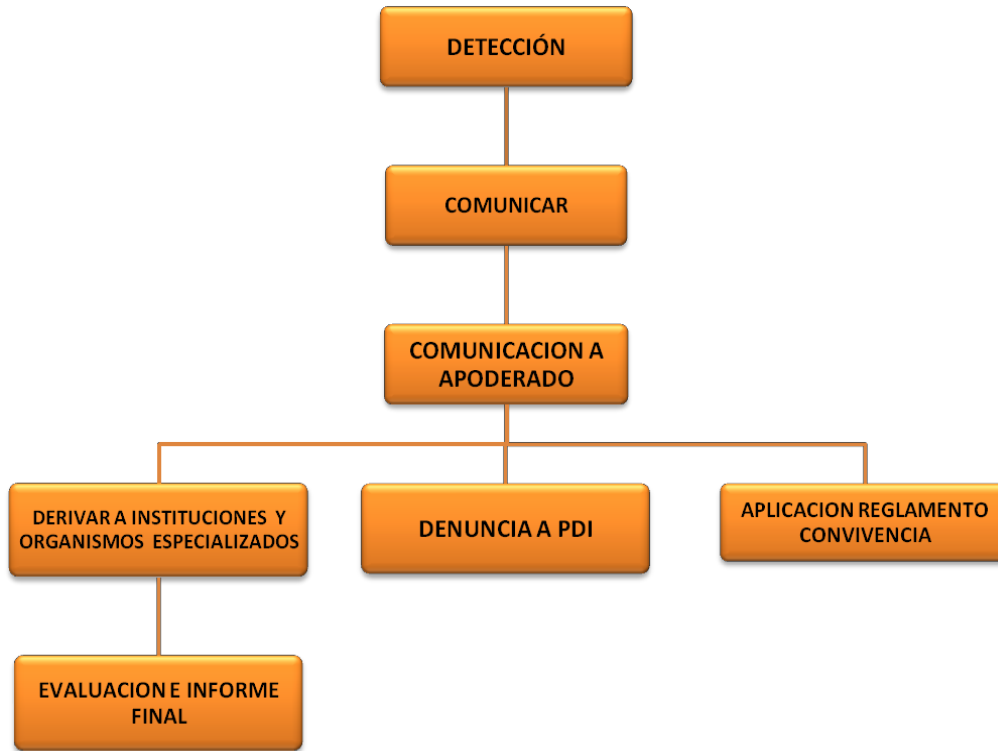 DETECCIÓN
COMUNICAR
COMUNICACION A
APODERADO
DERIVAR A INSTITUCIONES Y
ORGANISMOS ESPECIALIZADOS
DENUNCIA A PDI
APLICACION REGLAMENTO
CONVIVENCIA
EVALUACION E INFORME
FINAL